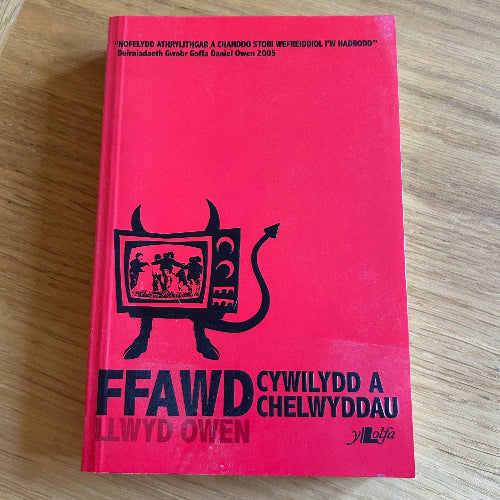 "NOFELYDD ATHRYLITHGAR A CHANDDO STORI WEFREIDDIOL I'W HADRODD"
Beirniadaeth Gwobr Goffa Daniel Owen 2005
FFAWD
CYWILYDD A
CHELWYDDAU
LLWYD OWEN
y Lolfa